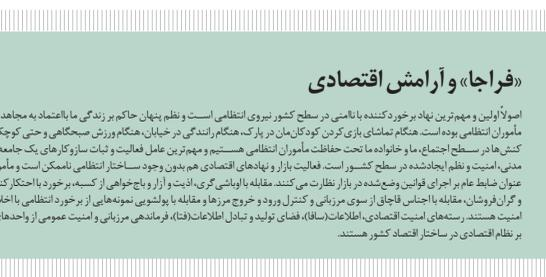 «فراجا» و آرامش اقتصادی
اصولاً اولین و مهم‌ترین نهاد برخوردکننده با ناامنی در سطح کشور نیروی انتظامی است و نظم پنهان حاکم بر زندگی ما با اعتماد به مجاهد
مأموران انتظامی بوده است. هنگام تماشای بازی کردن کودکان‌مان در پارک، هنگام رانندگی در خیابان، هنگام ورزش صبحگاهی و حتی کوچک
کنش‌ها در سطح اجتماع، ما و خانواده ما تحت حفاظت مأموران انتظامی هستیم و مهم‌ترین عامل فعالیت و ثبات سازوکارهای یک جامعه
مدنی، امنیت و نظم ایجادشده در سطح کشور است. فعالیت بازار و نهادهای اقتصادی هم بدون وجود ساختار انتظامی ناممکن است و مأمو
عنوان ضابط عام بر اجرای قوانین وضع‌شده در بازار نظارت می‌کنند. مقابله با اوباشی‌گری، اذیت و آزار و باج‌خواهی از کسبه، برخورد با احتکارکن
و گران‌فروشان، مقابله با اجناس قاچاق از سوی مرزبانی و کنترل ورود و خروج مرزها و مقابله با پولشویی نمونه‌هایی از برخورد انتظامی با اخلا
امنیت هستند. رسته‌های امنیت اقتصادی، اطلاعات(سافا)، فضای تولید و تبادل اطلاعات(فتا)، فرماندهی مرزبانی و امنیت عمومی از واحدهای
بر نظام اقتصادی در ساختار اقتصاد کشور هستند.